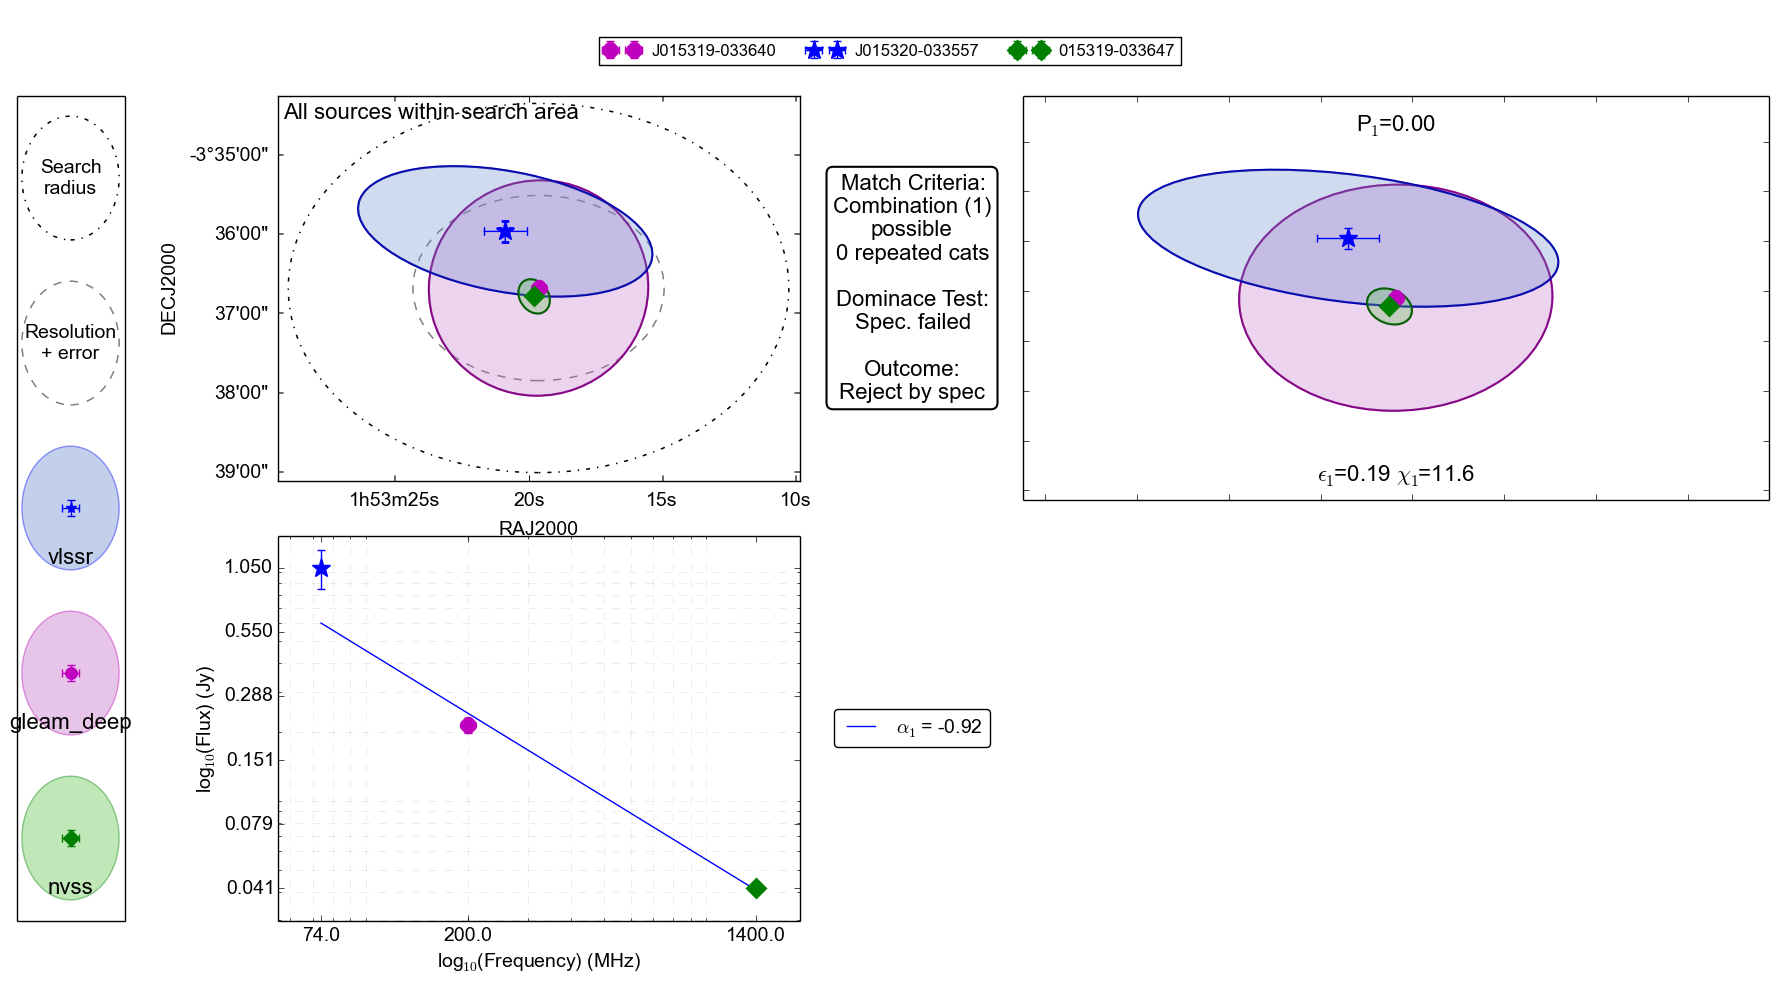 J015319-033640 J015320-033557 015319-033647
Search
radius
Resolution
+ error
vlssr
gleam_deep
nvss
All sources within search area
-3°35'00"
36'00"
37'00"
38'00"
39'00"
DECJ2000
1h53m25s 20s 15s 10s
RAJ2000
Match Criteria:
Combination (1)
possible
0 repeated cats
Dominace Test:
Spec. failed
Outcome:
Reject by spec
P₁=0.00
ϵ₁=0.19 χ₁=11.6
1.050
0.550
0.288
0.151
0.079
0.041
log₁₀(Flux) (Jy)
74.0 200.0 1400.0
log₁₀(Frequency) (MHz)
α₁ = -0.92